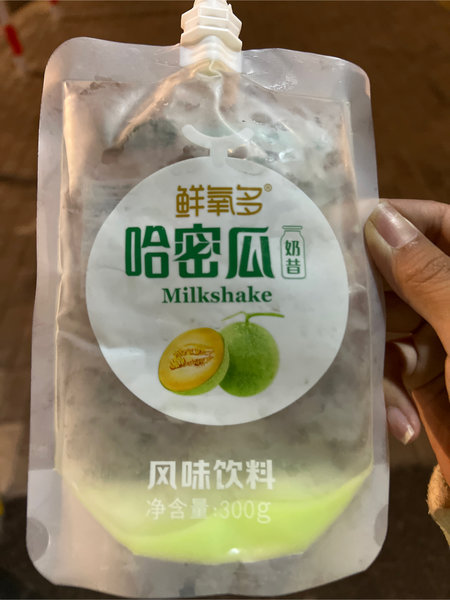 鲜氧多®
哈密瓜 奶昔
Milkshake
风味饮料
净含量:300g